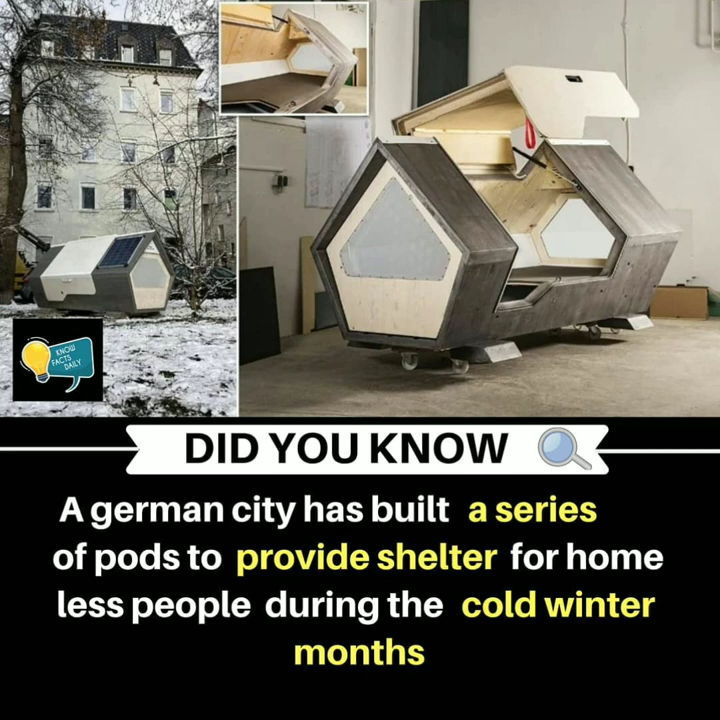 KNOW
FACTS
DAILY
DID YOU KNOW
A german city has built a series
of pods to provide shelter for home
less people during the cold winter
months